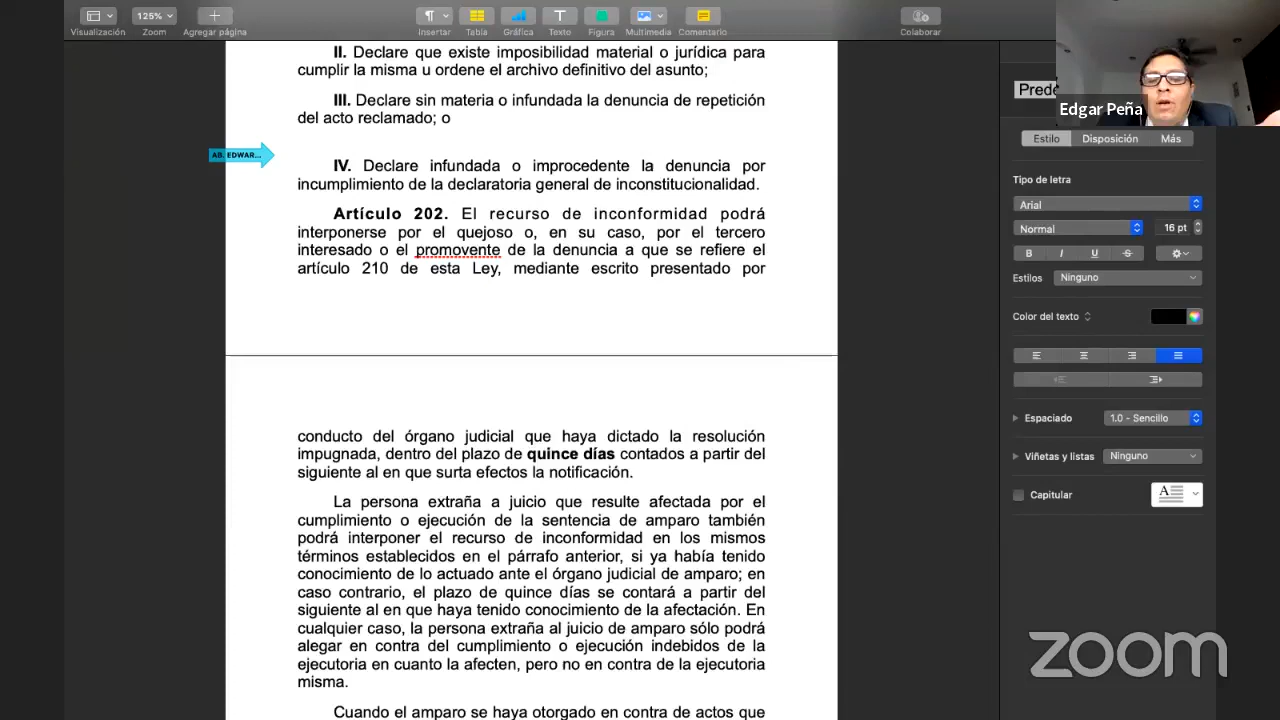 125%
Visualización
Zoom
Agregar página
Insertar
Tabla
Gráfica
Texto
Figura
Multimedia
Comentario
Colaborar
II. Declare que existe imposibilidad material o jurídica para
cumplir la misma u ordene el archivo definitivo del asunto;
III. Declare sin materia o infundada la denuncia de repetición
del acto reclamado; o
AB. EDWAR...
IV. Declare infundada o improcedente la denuncia por
incumplimiento de la declaratoria general de inconstitucionalidad.
Artículo 202. El recurso de inconformidad podrá
interponerse por el quejoso o, en su caso, por el tercero
interesado o el promovente de la denuncia a que se refiere el
artículo 210 de esta Ley, mediante escrito presentado por
conducto del órgano judicial que haya dictado la resolución
impugnada, dentro del plazo de quince días contados a partir del
siguiente al en que surta efectos la notificación.
La persona extraña a juicio que resulte afectada por el
cumplimiento o ejecución de la sentencia de amparo también
podrá interponer el recurso de inconformidad en los mismos
términos establecidos en el párrafo anterior, si ya había tenido
conocimiento de lo actuado ante el órgano judicial de amparo; en
caso contrario, el plazo de quince días se contará a partir del
siguiente al en que haya tenido conocimiento de la afectación. En
cualquier caso, la persona extraña al juicio de amparo sólo podrá
alegar en contra del cumplimiento o ejecución indebidos de la
ejecutoria en cuanto la afecten, pero no en contra de la ejecutoria
misma.
Cuando el amparo se haya otorgado en contra de actos que
Edgar Peña
Estilo
Disposición
Más
Tipo de letra
Arial
Normal
16 pt
B I U S
Estilos
Ninguno
Color del texto
Espaciado
1.0 - Sencillo
Viñetas y listas
Ninguno
Capitular
A
zoom